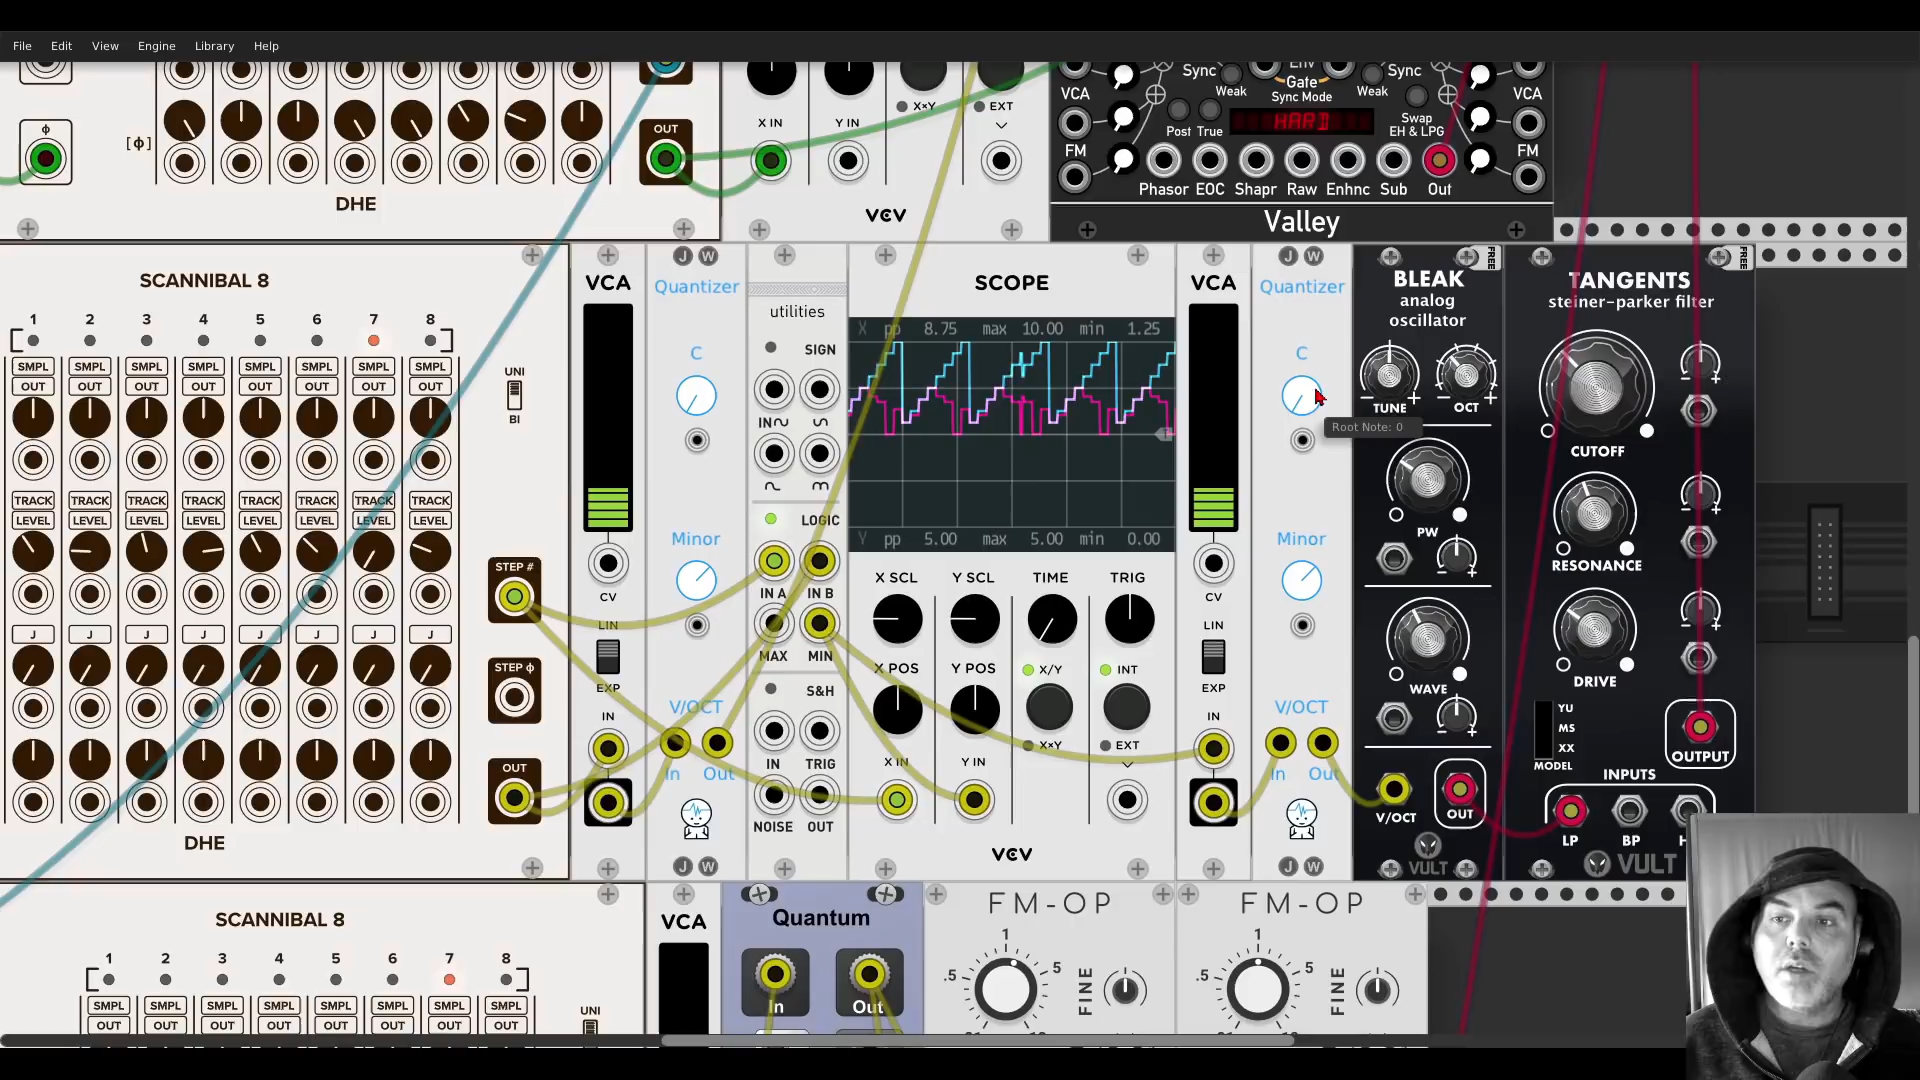 File Edit View Engine Library Help
Sync Env Sync
Gate
Weak Sync Mode Weak
VCA VCA
X×Y EXT
Post True HARD Swap
EH & LPG
ϕ [ϕ] OUT X IN Y IN
FM FM
Phasor EOC Shapr Raw Enhnc Sub Out
DHE VCV Valley
SCANNIBAL 8
1 2 3 4 5 6 7 8
SMPL SMPL SMPL SMPL SMPL SMPL SMPL SMPL
OUT OUT OUT OUT OUT OUT OUT OUT
UNI
BI
TRACK TRACK TRACK TRACK TRACK TRACK TRACK TRACK
LEVEL LEVEL LEVEL LEVEL LEVEL LEVEL LEVEL LEVEL
STEP #
J J J J J J J J
STEP ϕ
OUT
DHE
VCA
CV
LIN
EXP
IN
J W
Quantizer
C
Minor
V/OCT
In Out
J W
utilities
SIGN
IN
LOGIC
IN A IN B
MAX MIN
S&H
IN TRIG
NOISE OUT
SCOPE
X pp 8.75 max 10.00 min 1.25
Y pp 5.00 max 5.00 min 0.00
X SCL Y SCL TIME TRIG
X POS Y POS X/Y INT
X×Y EXT
X IN Y IN
VCV
VCA
CV
LIN
EXP
IN
J W
Quantizer
C
Root Note: 0
Minor
V/OCT
In Out
J W
FREE
BLEAK
analog
oscillator
TUNE OCT
PW
WAVE
V/OCT OUT
VULT
FREE
TANGENTS
steiner-parker filter
CUTOFF
RESONANCE
DRIVE
YU
MS
XX
MODEL
OUTPUT
INPUTS
LP BP
VULT
SCANNIBAL 8
1 2 3 4 5 6 7 8
SMPL SMPL SMPL SMPL SMPL SMPL SMPL SMPL
OUT OUT OUT OUT OUT OUT OUT OUT
UNI
VCA
Quantum
In Out
FM-OP
1
.5 5
FINE
FM-OP
1
.5 5
FINE